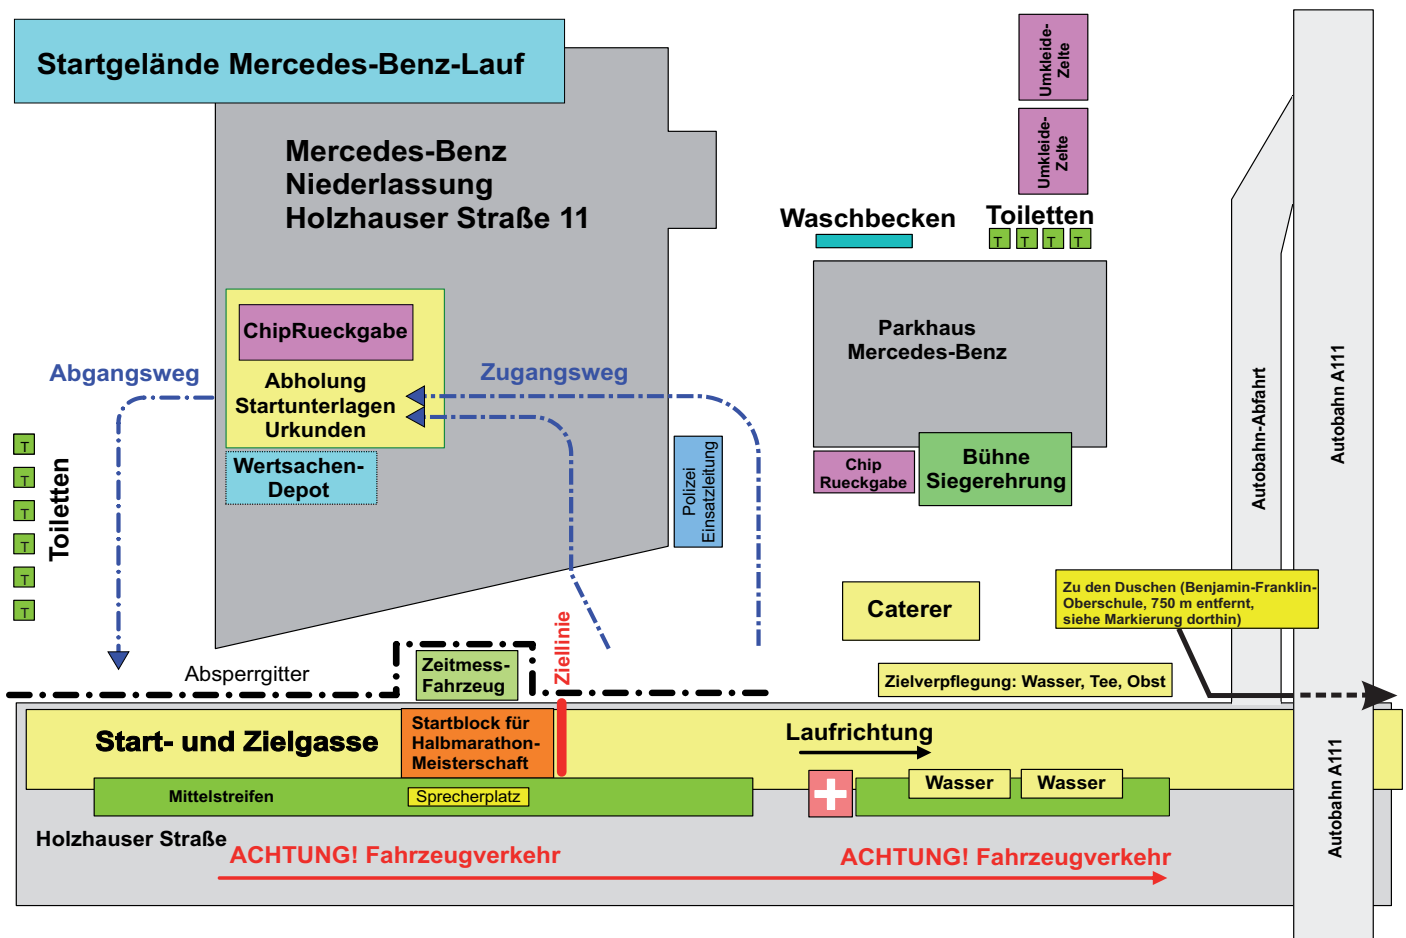 Startgelände Mercedes-Benz-Lauf
Mercedes-Benz
Niederlassung
Holzhauser Straße 11
Umkleide-
Zelte
Umkleide-
Zelte
Waschbecken
Toiletten
T T T T
Parkhaus
Mercedes-Benz
ChipRueckgabe
Abholung
Startunterlagen
Urkunden
Wertsachen-
Depot
Abgangsweg
Zugangsweg
Toiletten
T
T
T
T
T
T
Polizei
Einsatzleitung
Chip
Rueckgabe
Bühne
Siegerehrung
Autobahn-Abfahrt
Autobahn A111
Caterer
Zu den Duschen (Benjamin-Franklin-
Oberschule, 750 m entfernt,
siehe Markierung dorthin)
Absperrgitter
Zeitmess-
Fahrzeug
Ziellinie
Zielverpflegung: Wasser, Tee, Obst
Start- und Zielgasse
Startblock für
Halbmarathon-
Meisterschaft
Laufrichtung
Mittelstreifen
Sprecherplatz
Wasser
Wasser
Autobahn A111
Holzhauser Straße
ACHTUNG! Fahrzeugverkehr
ACHTUNG! Fahrzeugverkehr